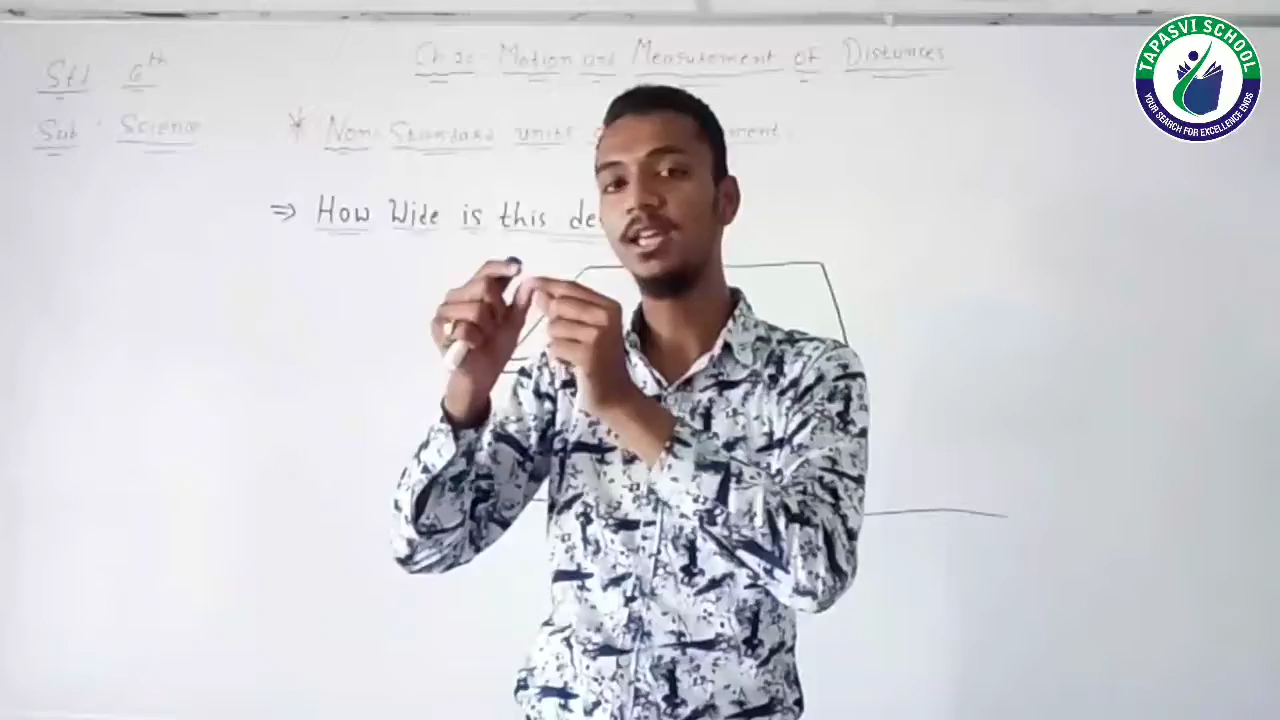 Std 6th
Ch 10 Motion and Measurement of Distances
Sub : Science
* Non-Standard units
⇒ How Wide is this
TAPASVI SCHOOL
YOUR SEARCH FOR EXCELLENCE ENDS